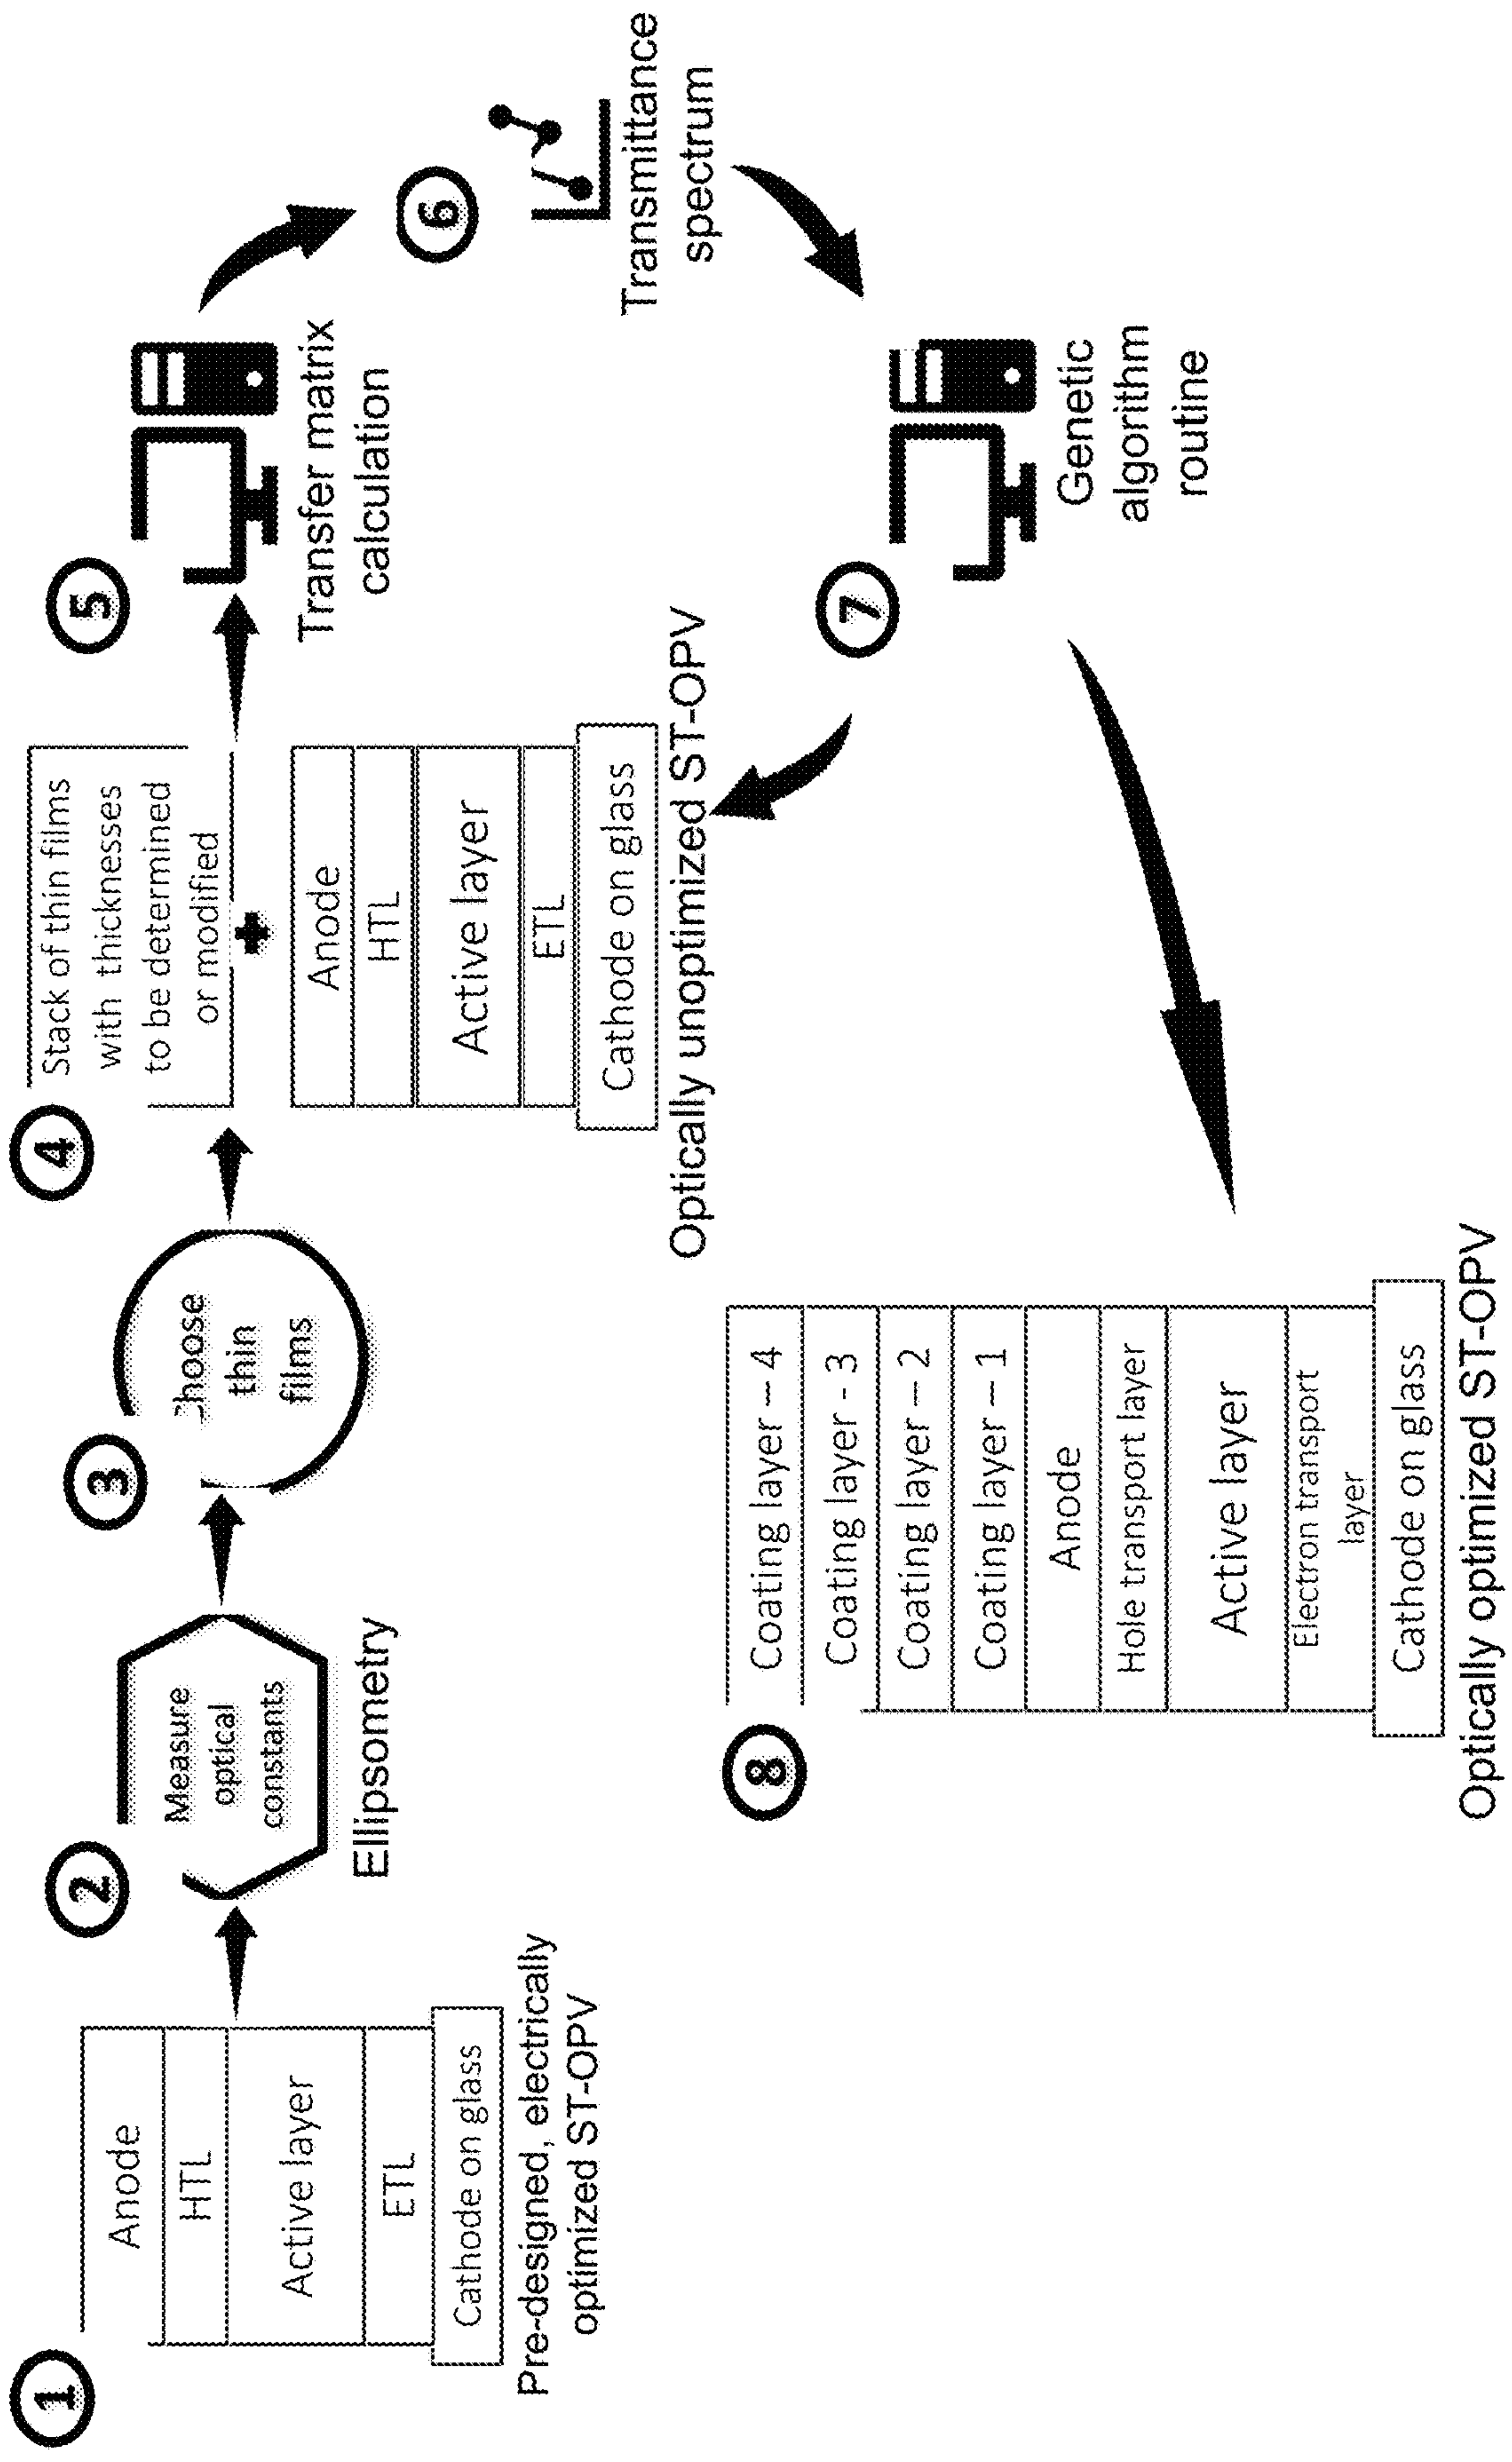 1
Anode
HTL
Active layer
ETL
Cathode on glass
Pre-designed, electrically
optimized ST-OPV
2
Measure
optical
constants
Ellipsometry
3
Choose
thin
films
4
Stack of thin films
with thicknesses
to be determined
or modified
+
Anode
HTL
Active layer
ETL
Cathode on glass
Optically unoptimized ST-OPV
5
Transfer matrix
calculation
6
Transmittance
spectrum
7
Genetic
algorithm
routine
8
Coating layer – 4
Coating layer - 3
Coating layer – 2
Coating layer – 1
Anode
Hole transport layer
Active layer
Electron transport
layer
Cathode on glass
Optically optimized ST-OPV